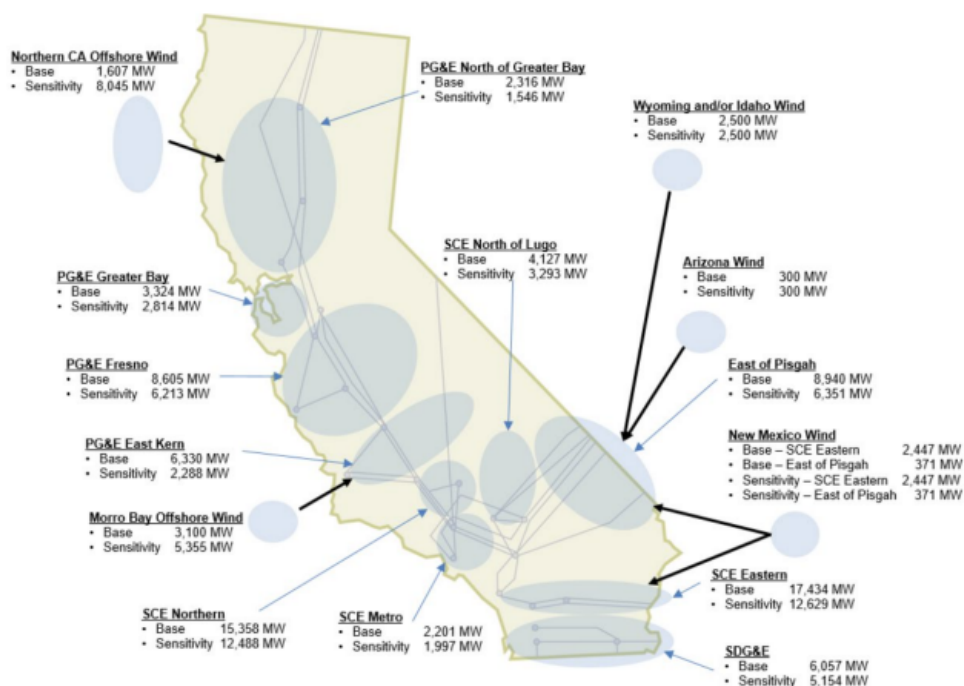 Northern CA Offshore Wind
• Base 1,607 MW
• Sensitivity 8,045 MW
PG&E North of Greater Bay
• Base 2,316 MW
• Sensitivity 1,546 MW
Wyoming and/or Idaho Wind
• Base 2,500 MW
• Sensitivity 2,500 MW
SCE North of Lugo
• Base 4,127 MW
• Sensitivity 3,293 MW
Arizona Wind
• Base 300 MW
• Sensitivity 300 MW
PG&E Greater Bay
• Base 3,324 MW
• Sensitivity 2,814 MW
PG&E Fresno
• Base 8,605 MW
• Sensitivity 6,213 MW
East of Pisgah
• Base 8,940 MW
• Sensitivity 6,351 MW
New Mexico Wind
• Base – SCE Eastern 2,447 MW
• Base – East of Pisgah 371 MW
• Sensitivity – SCE Eastern 2,447 MW
• Sensitivity – East of Pisgah 371 MW
PG&E East Kern
• Base 6,330 MW
• Sensitivity 2,288 MW
Morro Bay Offshore Wind
• Base 3,100 MW
• Sensitivity 5,355 MW
SCE Eastern
• Base 17,434 MW
• Sensitivity 12,629 MW
SCE Northern
• Base 15,358 MW
• Sensitivity 12,488 MW
SCE Metro
• Base 2,201 MW
• Sensitivity 1,997 MW
SDG&E
• Base 6,057 MW
• Sensitivity 5,154 MW